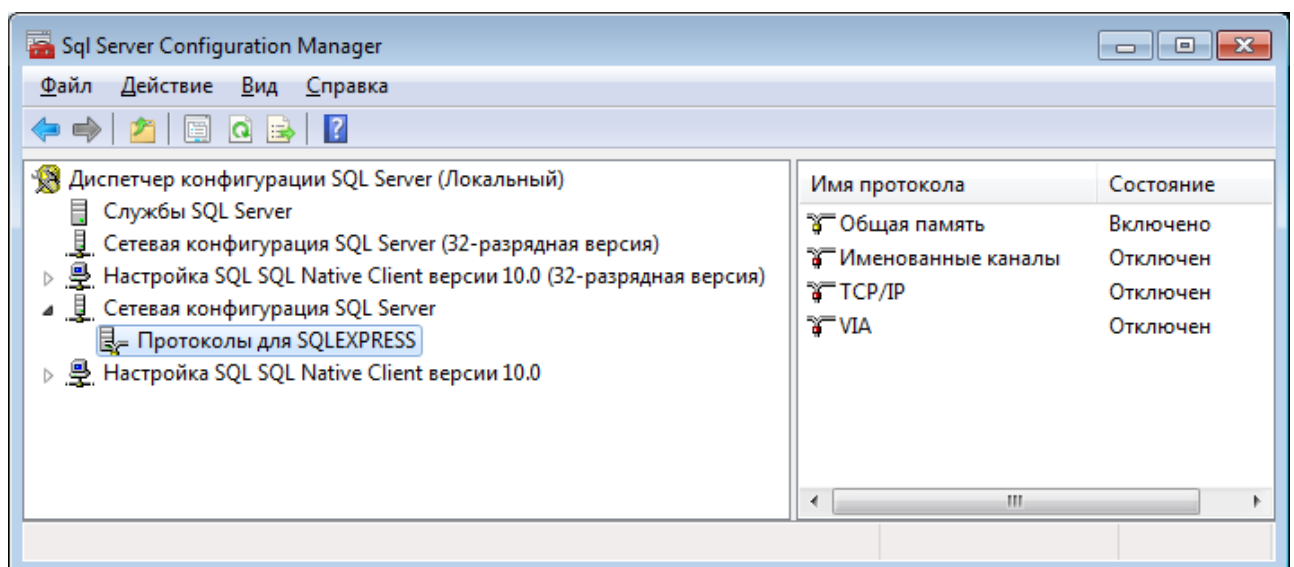 Sql Server Configuration Manager
Файл Действие Вид Справка
Диспетчер конфигурации SQL Server (Локальный)
Службы SQL Server
Сетевая конфигурация SQL Server (32-разрядная версия)
Настройка SQL SQL Native Client версии 10.0 (32-разрядная версия)
Сетевая конфигурация SQL Server
Протоколы для SQLEXPRESS
Настройка SQL SQL Native Client версии 10.0
Имя протокола Состояние
Общая память Включено
Именованные каналы Отключен
TCP/IP Отключен
VIA Отключен